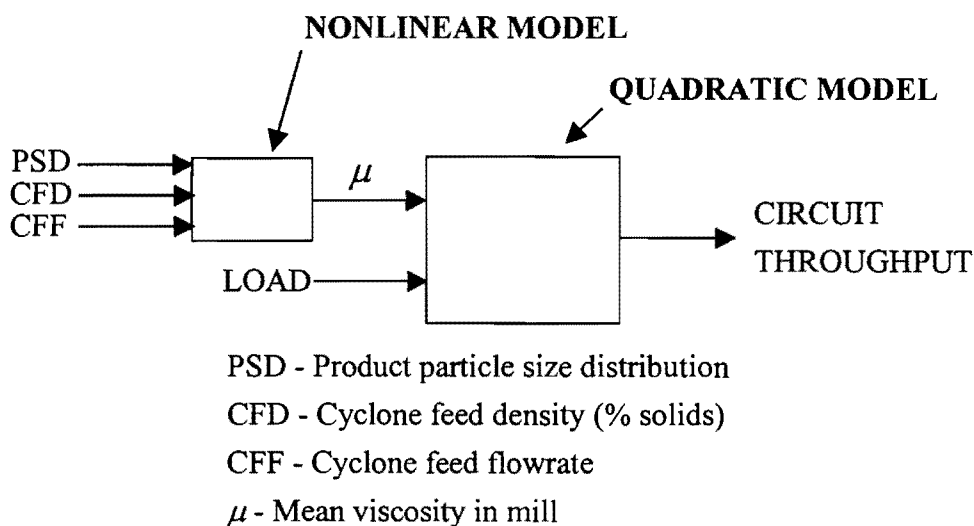 NONLINEAR MODEL
QUADRATIC MODEL
PSD
CFD
CFF
μ
LOAD
CIRCUIT
THROUGHPUT
PSD - Product particle size distribution
CFD - Cyclone feed density (% solids)
CFF - Cyclone feed flowrate
μ - Mean viscosity in mill